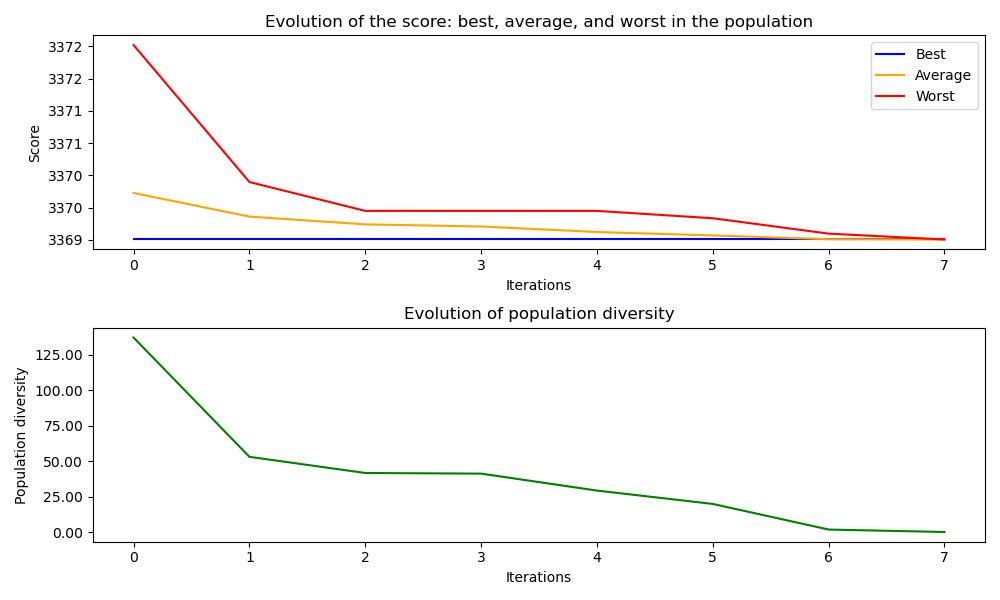 Evolution of the score: best, average, and worst in the population
3372
3372
3371
3371
3370
3370
3369
Score
Best
Average
Worst
0 1 2 3 4 5 6 7
Iterations
Evolution of population diversity
125.00
100.00
75.00
50.00
25.00
0.00
Population diversity
0 1 2 3 4 5 6 7
Iterations